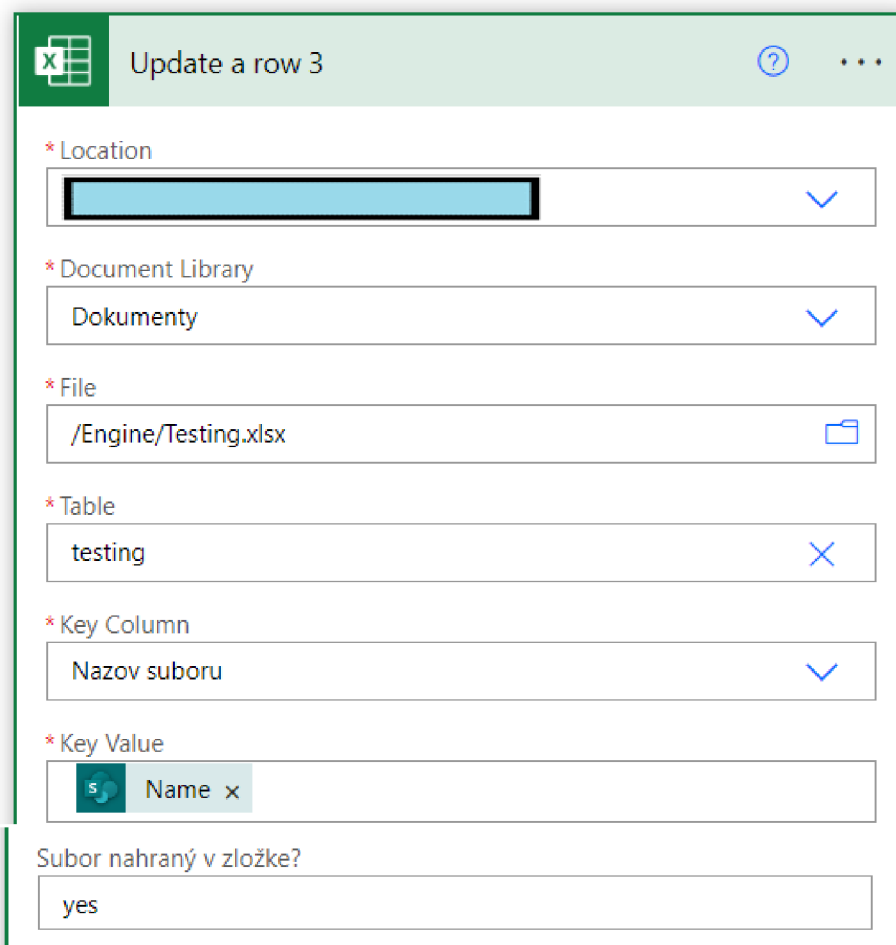 Update a row 3
* Location
* Document Library
Dokumenty
* File
/Engine/Testing.xlsx
* Table
testing
* Key Column
Nazov suboru
* Key Value
Name ×
Subor nahraný v zložke?
yes